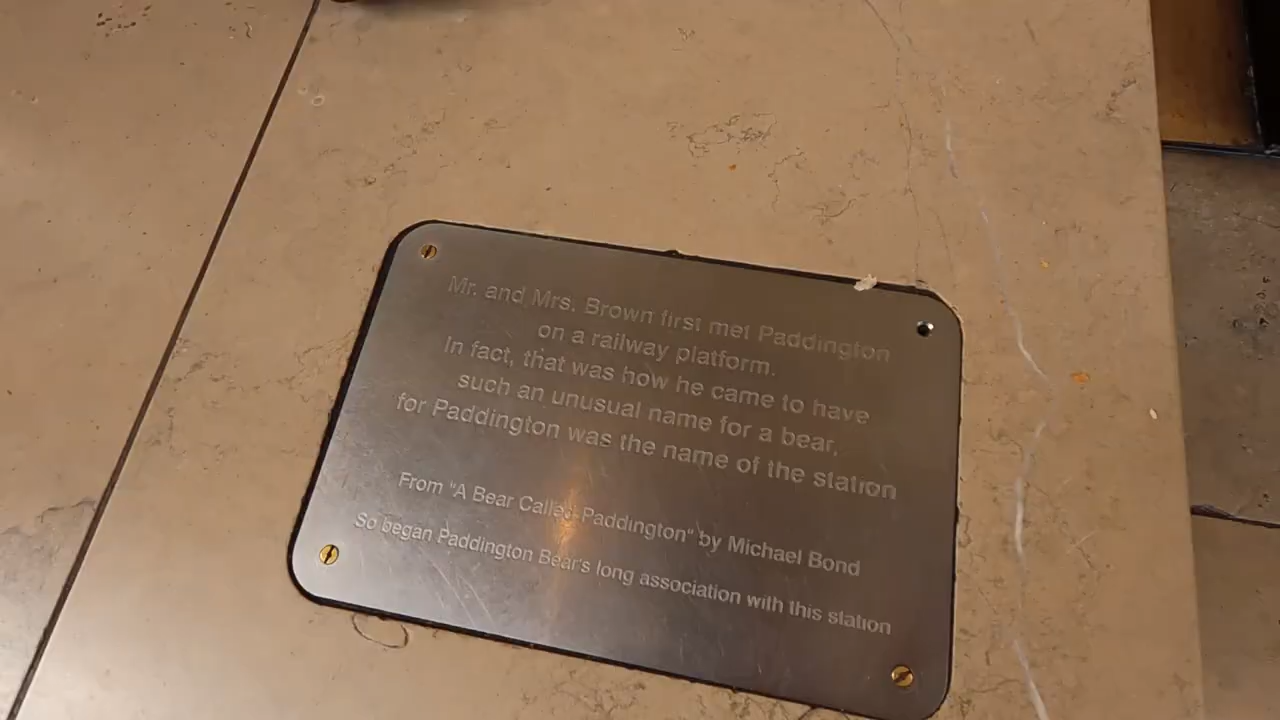 Mr. and Mrs. Brown first met Paddington
on a railway platform.
In fact, that was how he came to have
such an unusual name for a bear,
for Paddington was the name of the station
From "A Bear Called Paddington" by Michael Bond
So began Paddington Bear's long association with this station